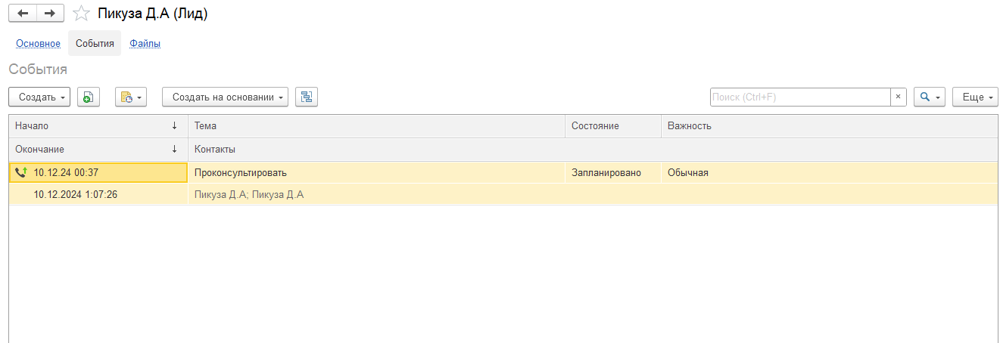 Пикуза Д.А (Лид)
Основное События Файлы
События
Создать Создать на основании Поиск (Ctrl+F) × Еще
Начало ↓ Тема Состояние Важность
Окончание ↓ Контакты
10.12.24 00:37 Проконсультировать Запланировано Обычная
10.12.2024 1:07:26 Пикуза Д.А; Пикуза Д.А